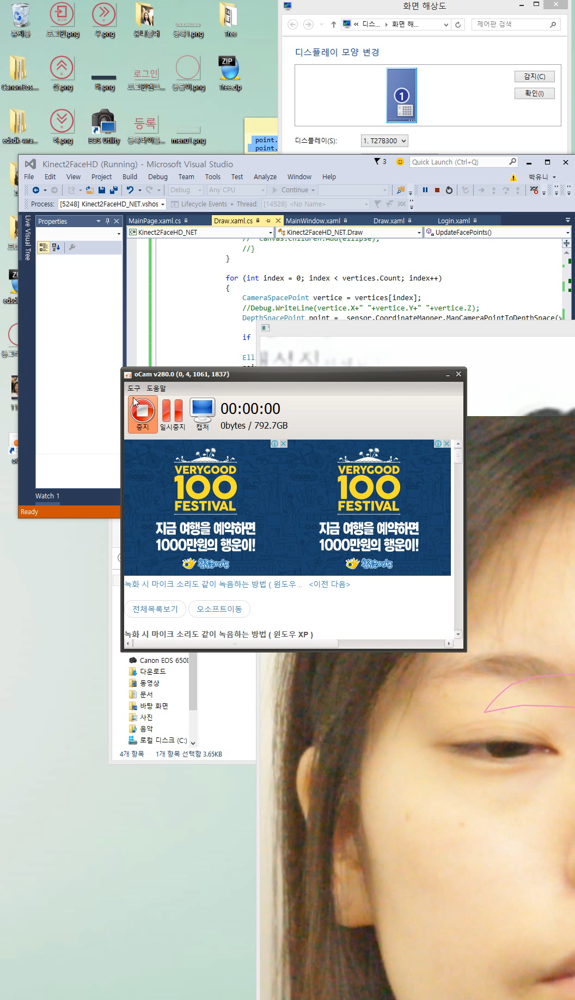 휴지통
로그인.png
우.png
유니폴더
등록1.png
Tree
Canon.Eos....
상.png
바.png
로그인
로그인멘트...
동글이.png
ZIP
Tree.zip
edsdk-wra...
하.png
EOS Utility
등록
등록타이틀...
menu1.png
point.
point.
화면 해상도
« 디스... › 화면 해...
제어판 검색
디스플레이 모양 변경
1
감지(C)
확인(I)
디스플레이(S):
1. T27B300
Kinect2FaceHD (Running) - Microsoft Visual Studio
3
Quick Launch (Ctrl+Q)
File Edit View Project Build Debug Team Tools Test Analyze Window Help
박유니
Debug
Any CPU
Continue
Process:
[5248] Kinect2FaceHD_NET.vshos
Lifecycle Events
Thread:
[14528] <No Name>
Live Visual Tree
Properties
MainPage.xaml.cs
Draw.xaml.cs
MainWindow.xaml
Draw.xaml
Login.xaml
Kinect2FaceHD_NET
Kinect2FaceHD_NET.Draw
UpdateFacePoints()
// Canvas.Children.Add(ellipse);
//}
}
for (int index = 0; index < vertices.Count; index++)
{
CameraSpacePoint vertice = vertices[index];
//Debug.WriteLine(vertice.X+" "+vertice.Y+" "+vertice.Z);
DepthSpacePoint point = sensor.CoordinateMapper.MapCameraPointToDepthSpace(v
if
Elli
oCam v280.0 (0, 4, 1061, 1837)
도구 도움말
중지
일시중지
캡처
00:00:00
0bytes / 792.7GB
VERYGOOD
100
FESTIVAL
지금 여행을 예약하면
1000만원의 행운이!
참좋은여행
VERYGOOD
100
FESTIVAL
지금 여행을 예약하면
1000만원의 행운이!
참좋은여행
녹화 시 마이크 소리도 같이 녹음하는 방법 ( 윈도우 .. <이전 다음>
전체목록보기
오소프트이동
녹화 시 마이크 소리도 같이 녹음하는 방법 ( 윈도우 XP )
Watch 1
Ready
Canon EOS 650D
다운로드
동영상
문서
바탕 화면
사진
음악
로컬 디스크 (C:)
4개 항목
1개 항목 선택함 3.65KB